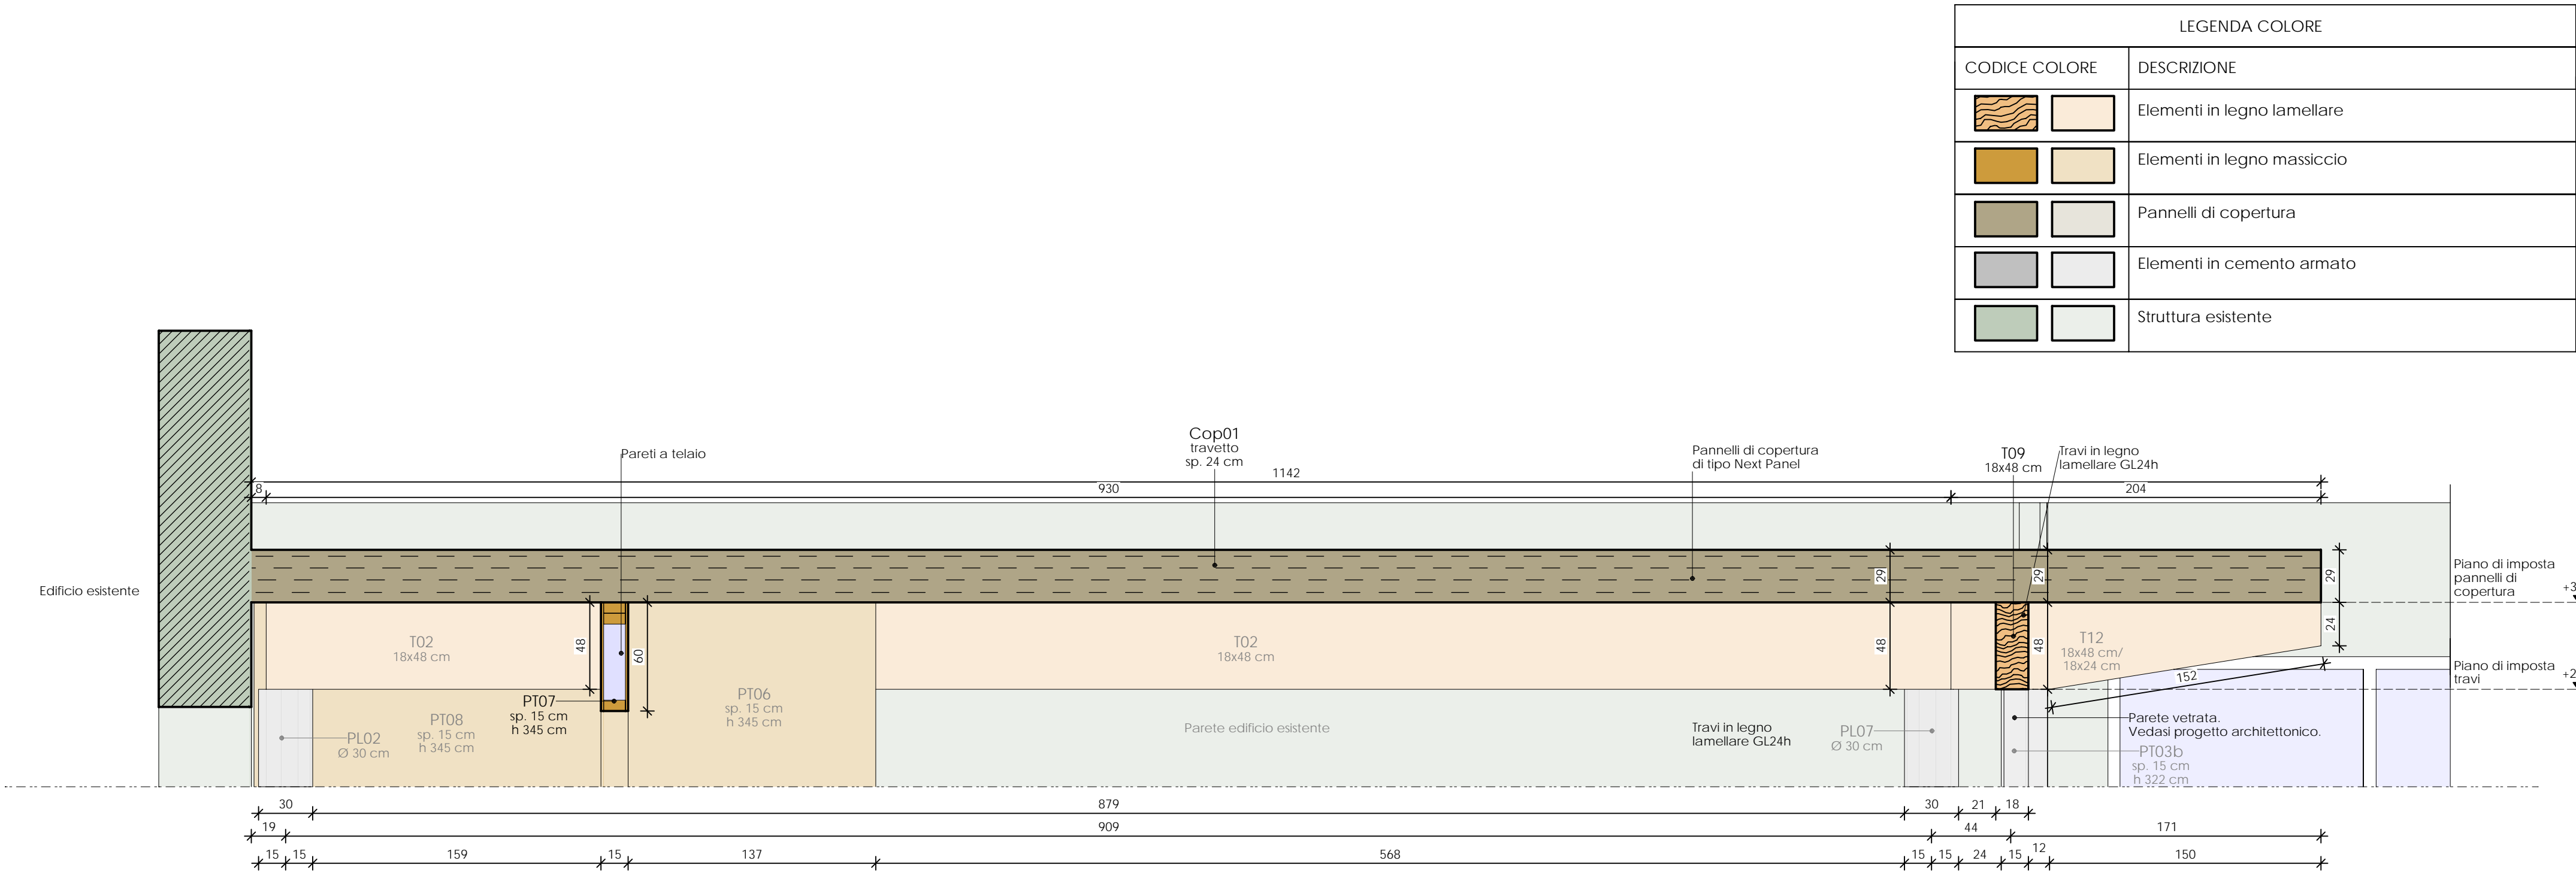 LEGENDA COLORE
CODICE COLORE
DESCRIZIONE
Elementi in legno lamellare
Elementi in legno massiccio
Pannelli di copertura
Elementi in cemento armato
Struttura esistente
Cop01
travetto
sp. 24 cm
Pareti a telaio
Pannelli di copertura
di tipo Next Panel
T09
18x48 cm
Travi in legno
lamellare GL24h
1142
8
930
204
Edificio esistente
29
29
29
Piano di imposta
pannelli di
copertura
+3
T02
18x48 cm
48
60
T02
18x48 cm
48
48
T12
18x48 cm/
18x24 cm
24
Piano di imposta
travi
+2
152
PT07
sp. 15 cm
h 345 cm
PT06
sp. 15 cm
h 345 cm
PT08
sp. 15 cm
h 345 cm
PL02
Ø 30 cm
Parete edificio esistente
Travi in legno
lamellare GL24h
PL07
Ø 30 cm
Parete vetrata.
Vedasi progetto architettonico.
PT03b
sp. 15 cm
h 322 cm
30
879
30
21
18
19
909
44
171
15
15
159
15
137
568
15
15
24
15
12
150